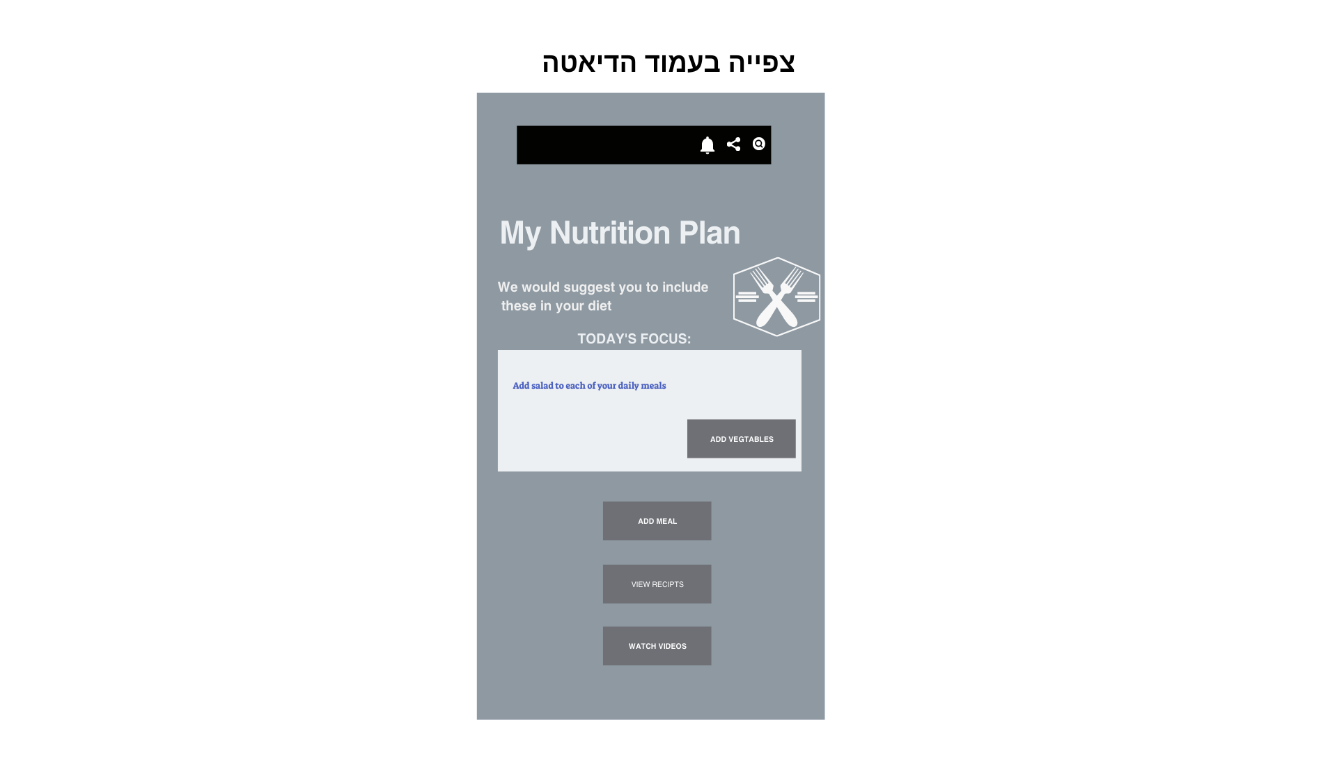 צפייה בעמוד הדיאטה
My Nutrition Plan
We would suggest you to include
these in your diet
TODAY'S FOCUS:
Add salad to each of your daily meals
ADD VEGTABLES
ADD MEAL
VIEW RECIPTS
WATCH VIDEOS